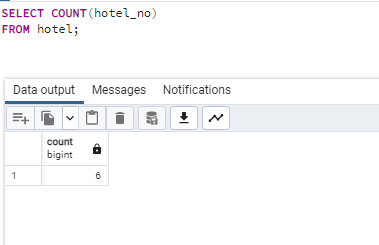 SELECT COUNT(hotel_no)
FROM hotel;
Data output Messages Notifications
count
bigint
1 6